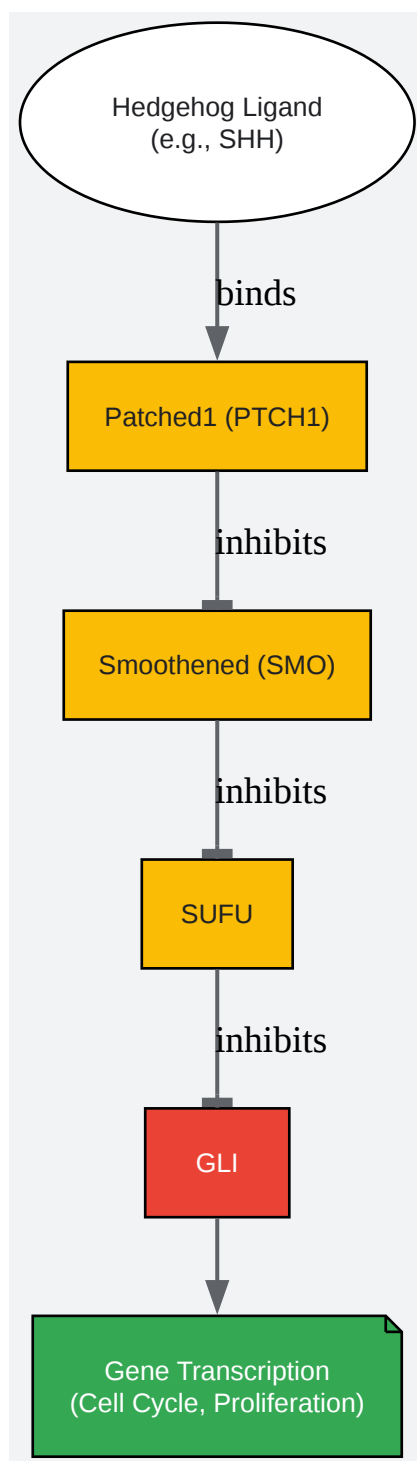 Hedgehog Ligand
(e.g., SHH)
binds
Patched1 (PTCH1)
inhibits
Smoothened (SMO)
inhibits
SUFU
inhibits
GLI
Gene Transcription
(Cell Cycle, Proliferation)